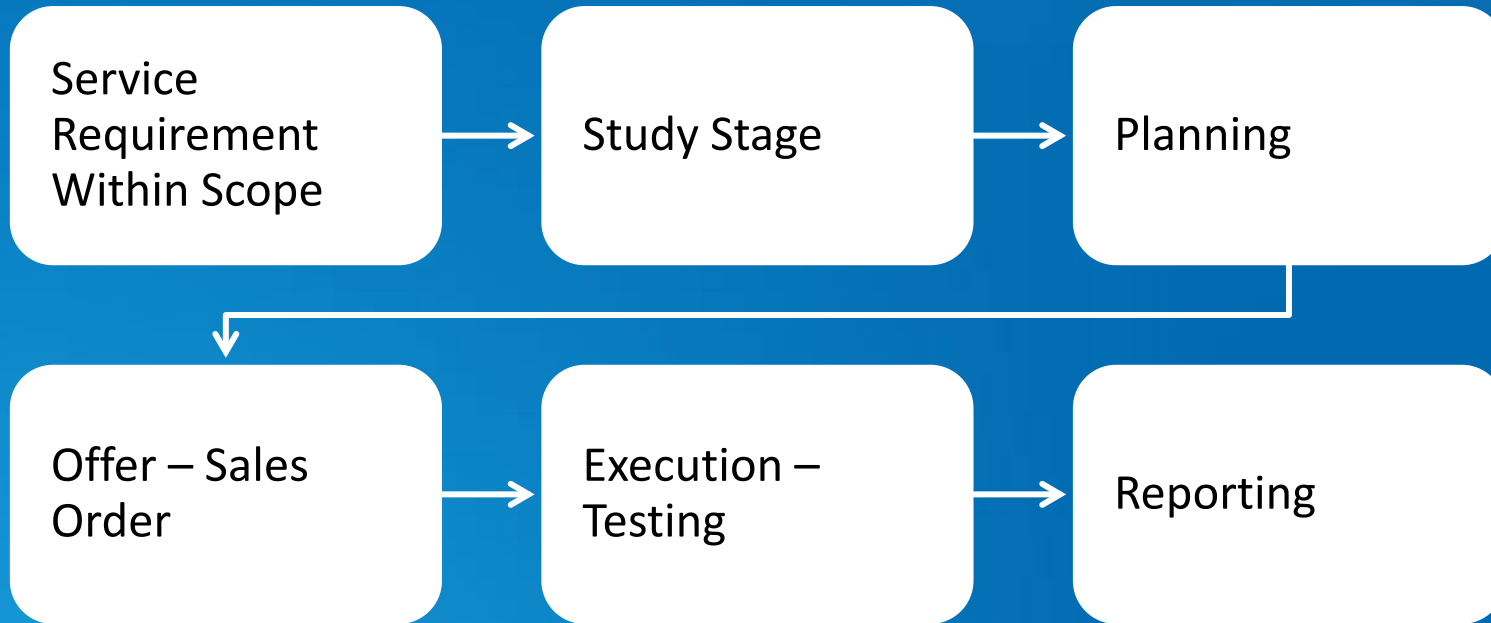 Service
Requirement
Within Scope
Study Stage
Planning
Offer – Sales
Order
Execution –
Testing
Reporting